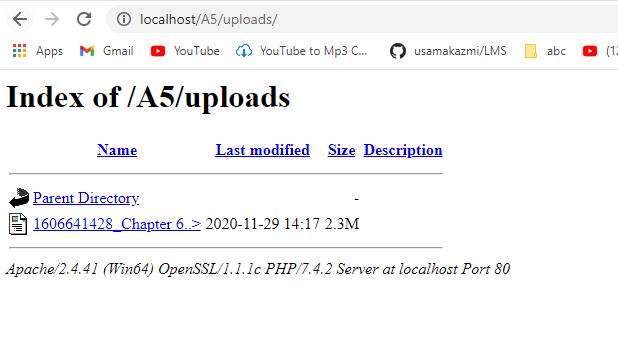 localhost/A5/uploads/
Apps Gmail YouTube YouTube to Mp3 C... usamakazmi/LMS abc (12
Index of /A5/uploads
Name Last modified Size Description
Parent Directory -
1606641428_Chapter 6..> 2020-11-29 14:17 2.3M
Apache/2.4.41 (Win64) OpenSSL/1.1.1c PHP/7.4.2 Server at localhost Port 80